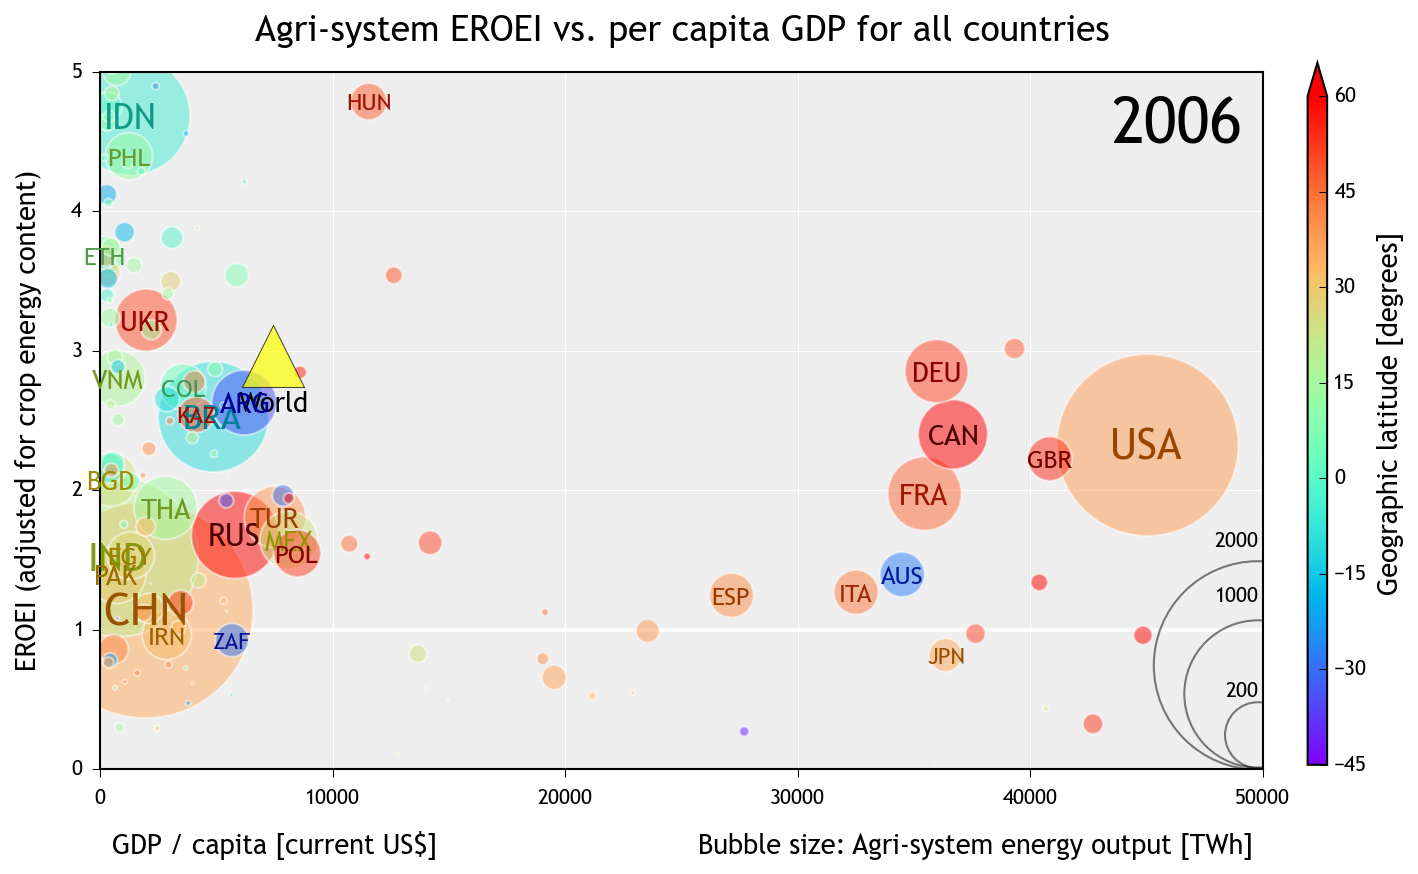 Agri-system EROEI vs. per capita GDP for all countries
2006
EROEI (adjusted for crop energy content)
5
4
3
2
1
0
0
10000
20000
30000
40000
50000
GDP / capita [current US$]
Bubble size: Agri-system energy output [TWh]
IDN
PHL
HUN
ETH
UKR
VNM
COL
KAZ
BRA
ARG
World
BGD
THA
RUS
TUR
MEX
POL
IND
EGY
PAK
CHN
IRN
ZAF
DEU
CAN
GBR
USA
FRA
AUS
ESP
ITA
JPN
2000
1000
200
60
45
30
15
0
−15
−30
−45
Geographic latitude [degrees]